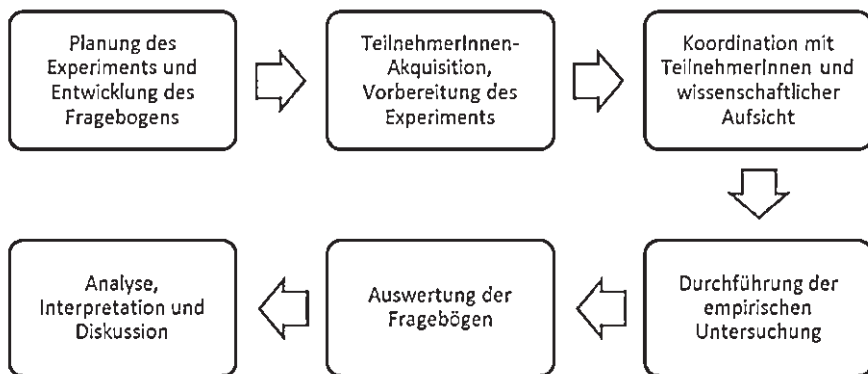 Planung des
Experiments und
Entwicklung des
Fragebogens
TeilnehmerInnen-
Akquisition,
Vorbereitung des
Experiments
Koordination mit
TeilnehmerInnen und
wissenschaftlicher
Aufsicht
Durchführung der
empirischen
Untersuchung
Auswertung der
Fragebögen
Analyse,
Interpretation und
Diskussion